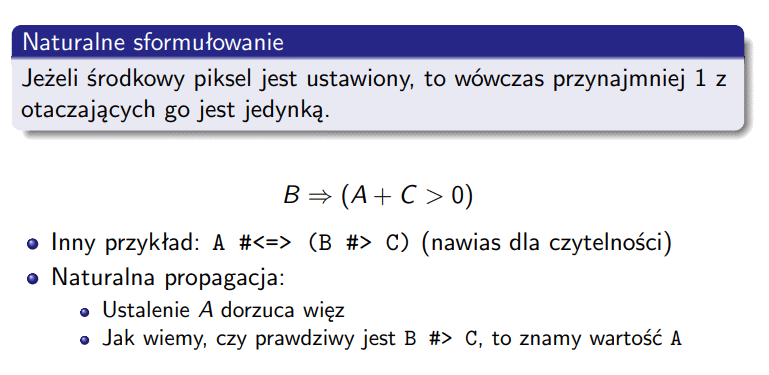 Naturalne sformułowanie
Jeżeli środkowy piksel jest ustawiony, to wówczas przynajmniej 1 z
otaczających go jest jedynką.
B ⇒ (A + C > 0)
Inny przykład: A #<=> (B #> C) (nawias dla czytelności)
Naturalna propagacja:
Ustalenie A dorzuca więz
Jak wiemy, czy prawdziwy jest B #> C, to znamy wartość A